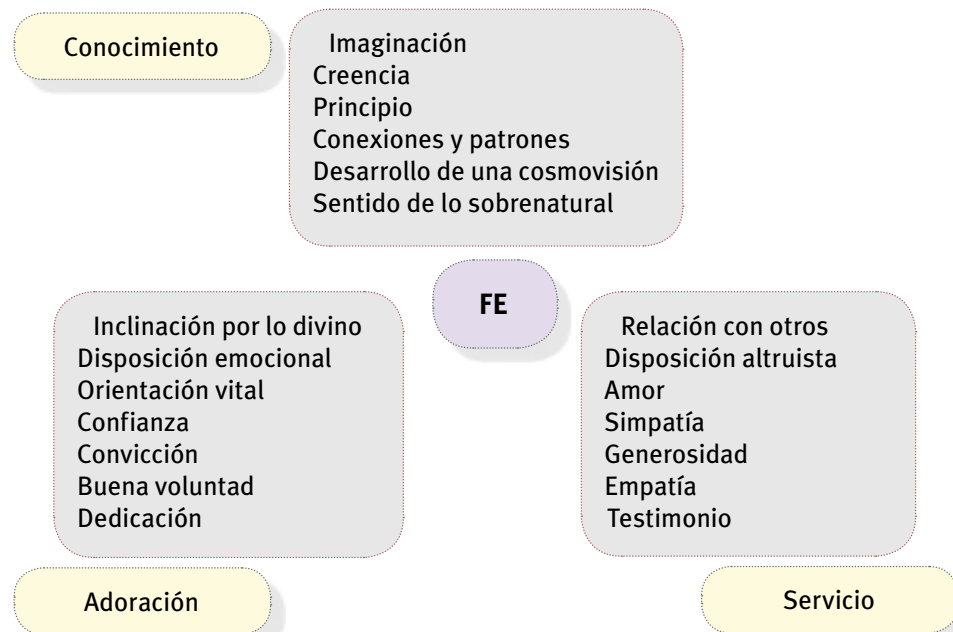 Conocimiento
Imaginación
Creencia
Principio
Conexiones y patrones
Desarrollo de una cosmovisión
Sentido de lo sobrenatural
FE
Inclinación por lo divino
Disposición emocional
Orientación vital
Confianza
Convicción
Buena voluntad
Dedicación
Relación con otros
Disposición altruista
Amor
Simpatía
Generosidad
Empatía
Testimonio
Adoración
Servicio